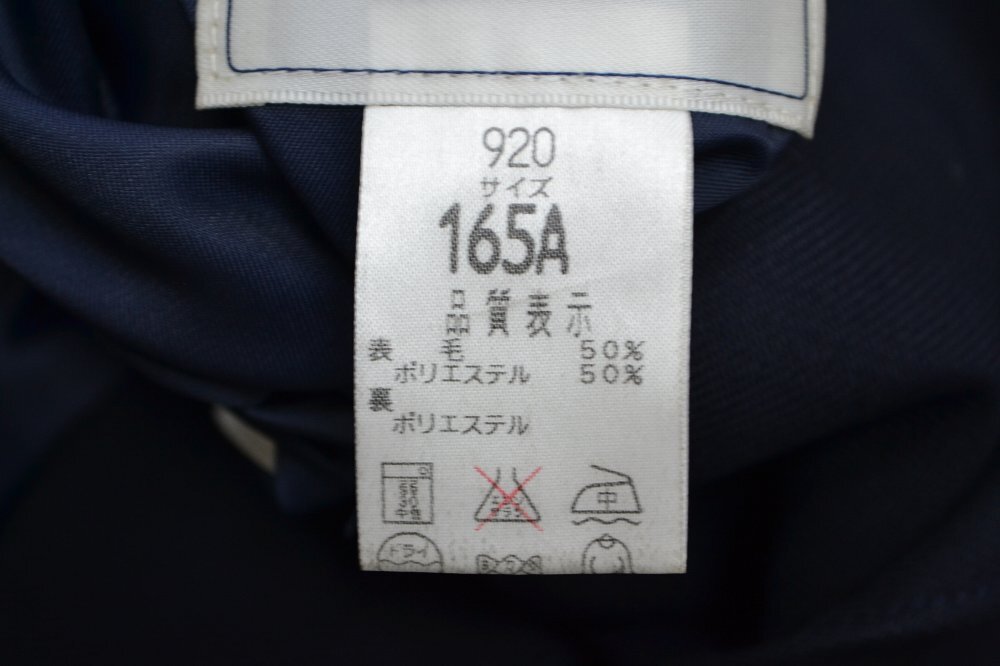 920
サイズ
165A
品質表示
表 毛 50%
ポリエステル 50%
裏
ポリエステル
中
ドライ